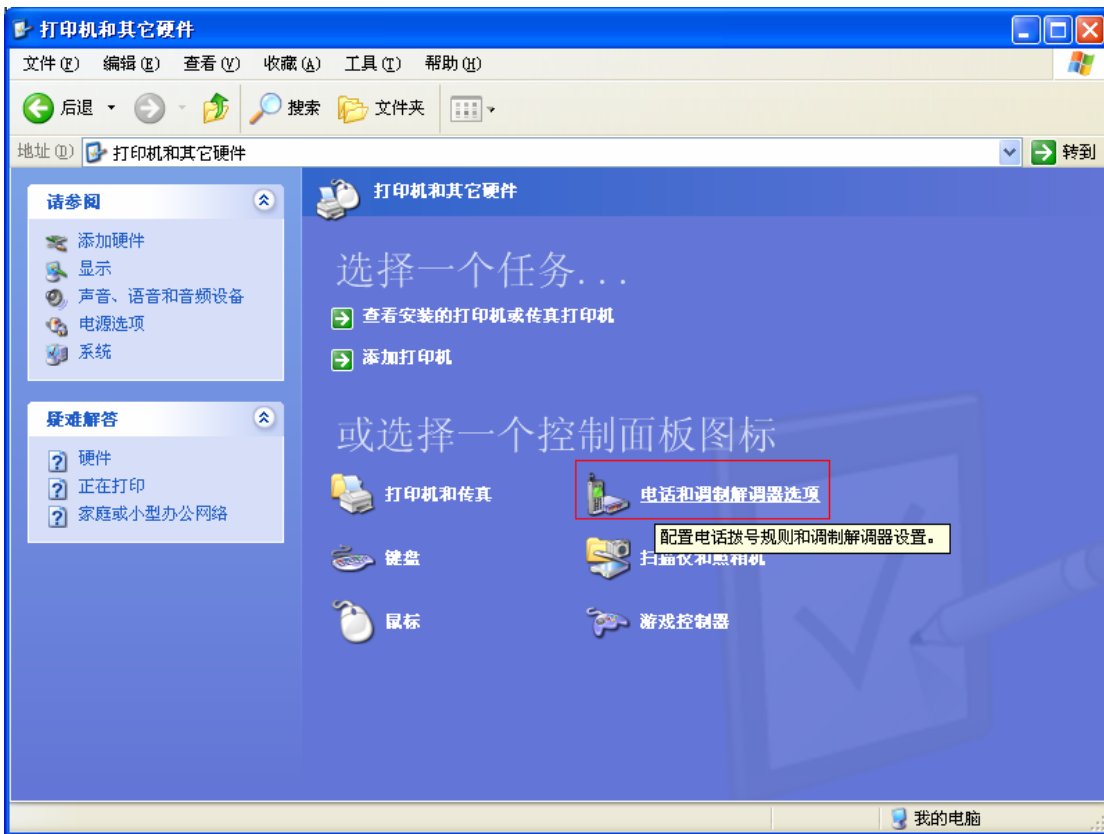 打印机和其它硬件
文件(F) 编辑(E) 查看(V) 收藏(A) 工具(T) 帮助(H)
后退 搜索 文件夹
地址(D) 打印机和其它硬件 转到
请参阅
添加硬件
显示
声音、语音和音频设备
电源选项
系统
疑难解答
硬件
正在打印
家庭或小型办公网络
打印机和其它硬件
选择一个任务...
查看安装的打印机或传真打印机
添加打印机
或选择一个控制面板图标
打印机和传真 电话和调制解调器选项
配置电话拨号规则和调制解调器设置。
键盘 扫描仪和照相机
鼠标 游戏控制器
我的电脑